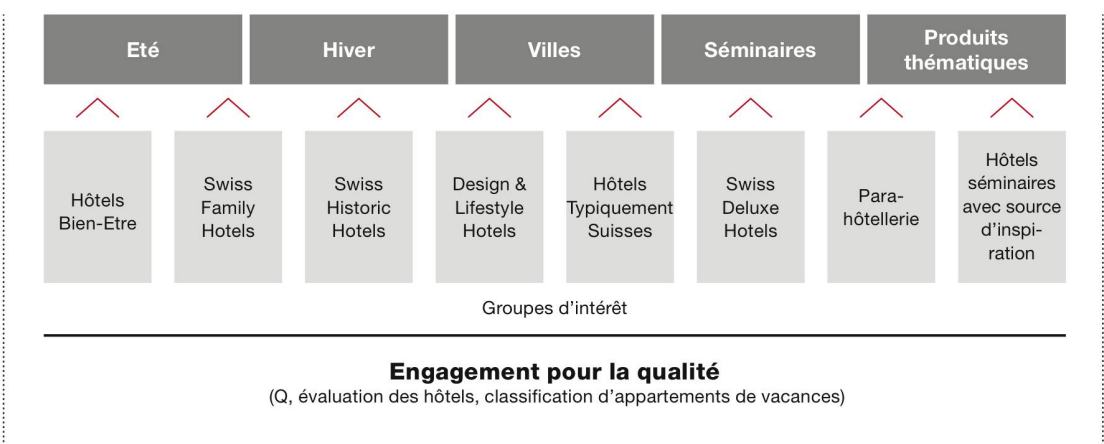 Eté
Hiver
Villes
Séminaires
Produits
thématiques
Hôtels
Bien-Etre
Swiss
Family
Hotels
Swiss
Historic
Hotels
Design &
Lifestyle
Hotels
Hôtels
Typiquement
Suisses
Swiss
Deluxe
Hotels
Para-
hôtellerie
Hôtels
séminaires
avec source
d’inspi-
ration
Groupes d’intérêt
Engagement pour la qualité
(Q, évaluation des hôtels, classification d’appartements de vacances)